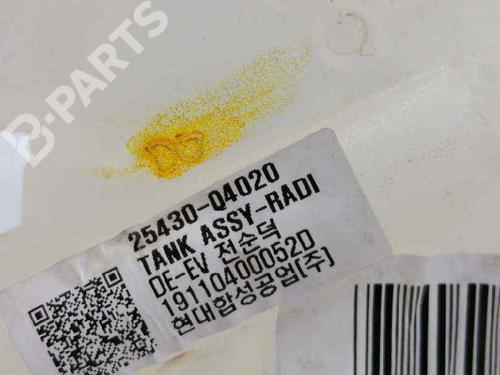 B-PARTS
25430-Q4020
TANK ASSY-RADI
DE-EV 전순덕
19110400052D
현대합성공업(주)